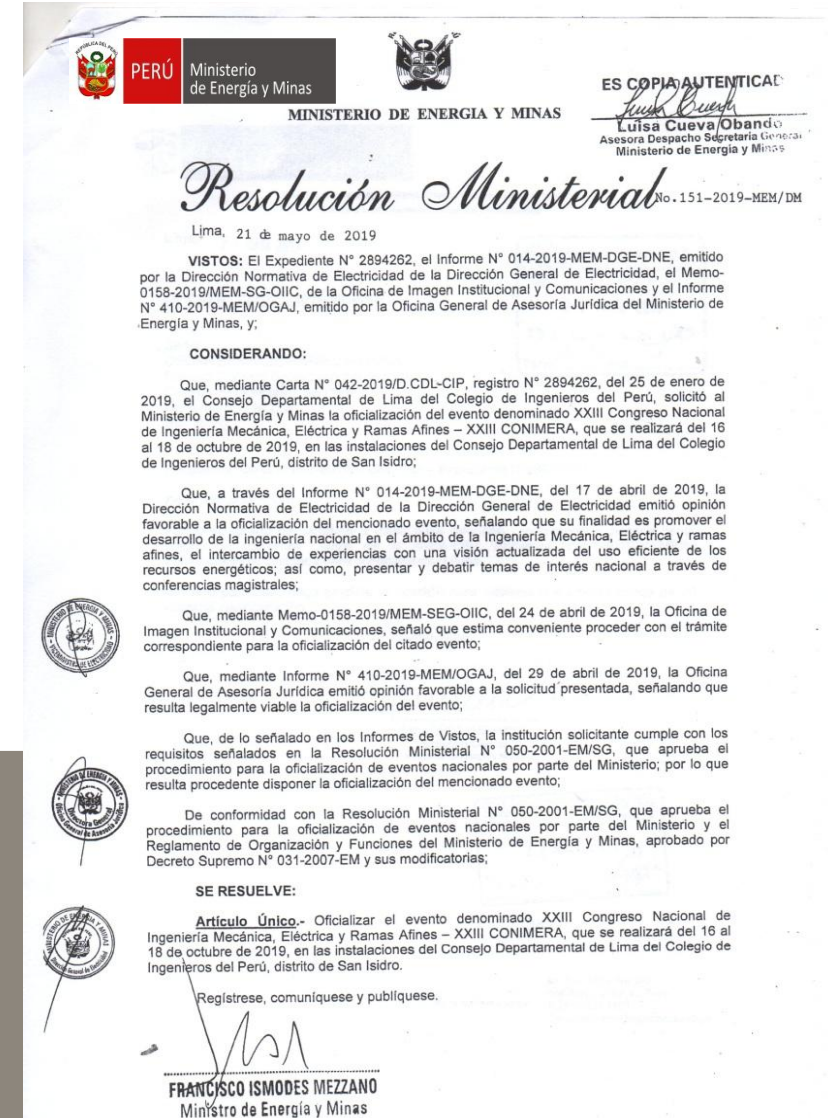 PERÚ
Ministerio
de Energía y Minas
MINISTERIO DE ENERGIA Y MINAS
ES COPIA AUTENTICAD
Luisa Cueva Obando
Asesora Despacho Secretaria General
Ministerio de Energía y Minas
Resolución Ministerial No.151-2019-MEM/DM
Lima, 21 de mayo de 2019
VISTOS: El Expediente N° 2894262, el Informe N° 014-2019-MEM-DGE-DNE, emitido
por la Dirección Normativa de Electricidad de la Dirección General de Electricidad, el Memo-
0158-2019/MEM-SG-OIIC, de la Oficina de Imagen Institucional y Comunicaciones y el Informe
N° 410-2019-MEM/OGAJ, emitido por la Oficina General de Asesoría Jurídica del Ministerio de
Energía y Minas, y;
CONSIDERANDO:
Que, mediante Carta N° 042-2019/D.CDL-CIP, registro N° 2894262, del 25 de enero de
2019, el Consejo Departamental de Lima del Colegio de Ingenieros del Perú, solicitó al
Ministerio de Energía y Minas la oficialización del evento denominado XXIII Congreso Nacional
de Ingeniería Mecánica, Eléctrica y Ramas Afines – XXIII CONIMERA, que se realizará del 16
al 18 de octubre de 2019, en las instalaciones del Consejo Departamental de Lima del Colegio
de Ingenieros del Perú, distrito de San Isidro;
Que, a través del Informe N° 014-2019-MEM-DGE-DNE, del 17 de abril de 2019, la
Dirección Normativa de Electricidad de la Dirección General de Electricidad emitió opinión
favorable a la oficialización del mencionado evento, señalando que su finalidad es promover el
desarrollo de la ingeniería nacional en el ámbito de la Ingeniería Mecánica, Eléctrica y ramas
afines, el intercambio de experiencias con una visión actualizada del uso eficiente de los
recursos energéticos; así como, presentar y debatir temas de interés nacional a través de
conferencias magistrales;
Que, mediante Memo-0158-2019/MEM-SEG-OIIC, del 24 de abril de 2019, la Oficina de
Imagen Institucional y Comunicaciones, señaló que estima conveniente proceder con el trámite
correspondiente para la oficialización del citado evento;
Que, mediante Informe N° 410-2019-MEM/OGAJ, del 29 de abril de 2019, la Oficina
General de Asesoría Jurídica emitió opinión favorable a la solicitud presentada, señalando que
resulta legalmente viable la oficialización del evento;
Que, de lo señalado en los Informes de Vistos, la institución solicitante cumple con los
requisitos señalados en la Resolución Ministerial N° 050-2001-EM/SG, que aprueba el
procedimiento para la oficialización de eventos nacionales por parte del Ministerio; por lo que
resulta procedente disponer la oficialización del mencionado evento;
De conformidad con la Resolución Ministerial N° 050-2001-EM/SG, que aprueba el
procedimiento para la oficialización de eventos nacionales por parte del Ministerio y el
Reglamento de Organización y Funciones del Ministerio de Energía y Minas, aprobado por
Decreto Supremo N° 031-2007-EM y sus modificatorias;
SE RESUELVE:
Artículo Único.- Oficializar el evento denominado XXIII Congreso Nacional de
Ingeniería Mecánica, Eléctrica y Ramas Afines – XXIII CONIMERA, que se realizará del 16 al
18 de octubre de 2019, en las instalaciones del Consejo Departamental de Lima del Colegio de
Ingenieros del Perú, distrito de San Isidro.
Regístrese, comuníquese y publíquese.
FRANCISCO ISMODES MEZZANO
Ministro de Energía y Minas